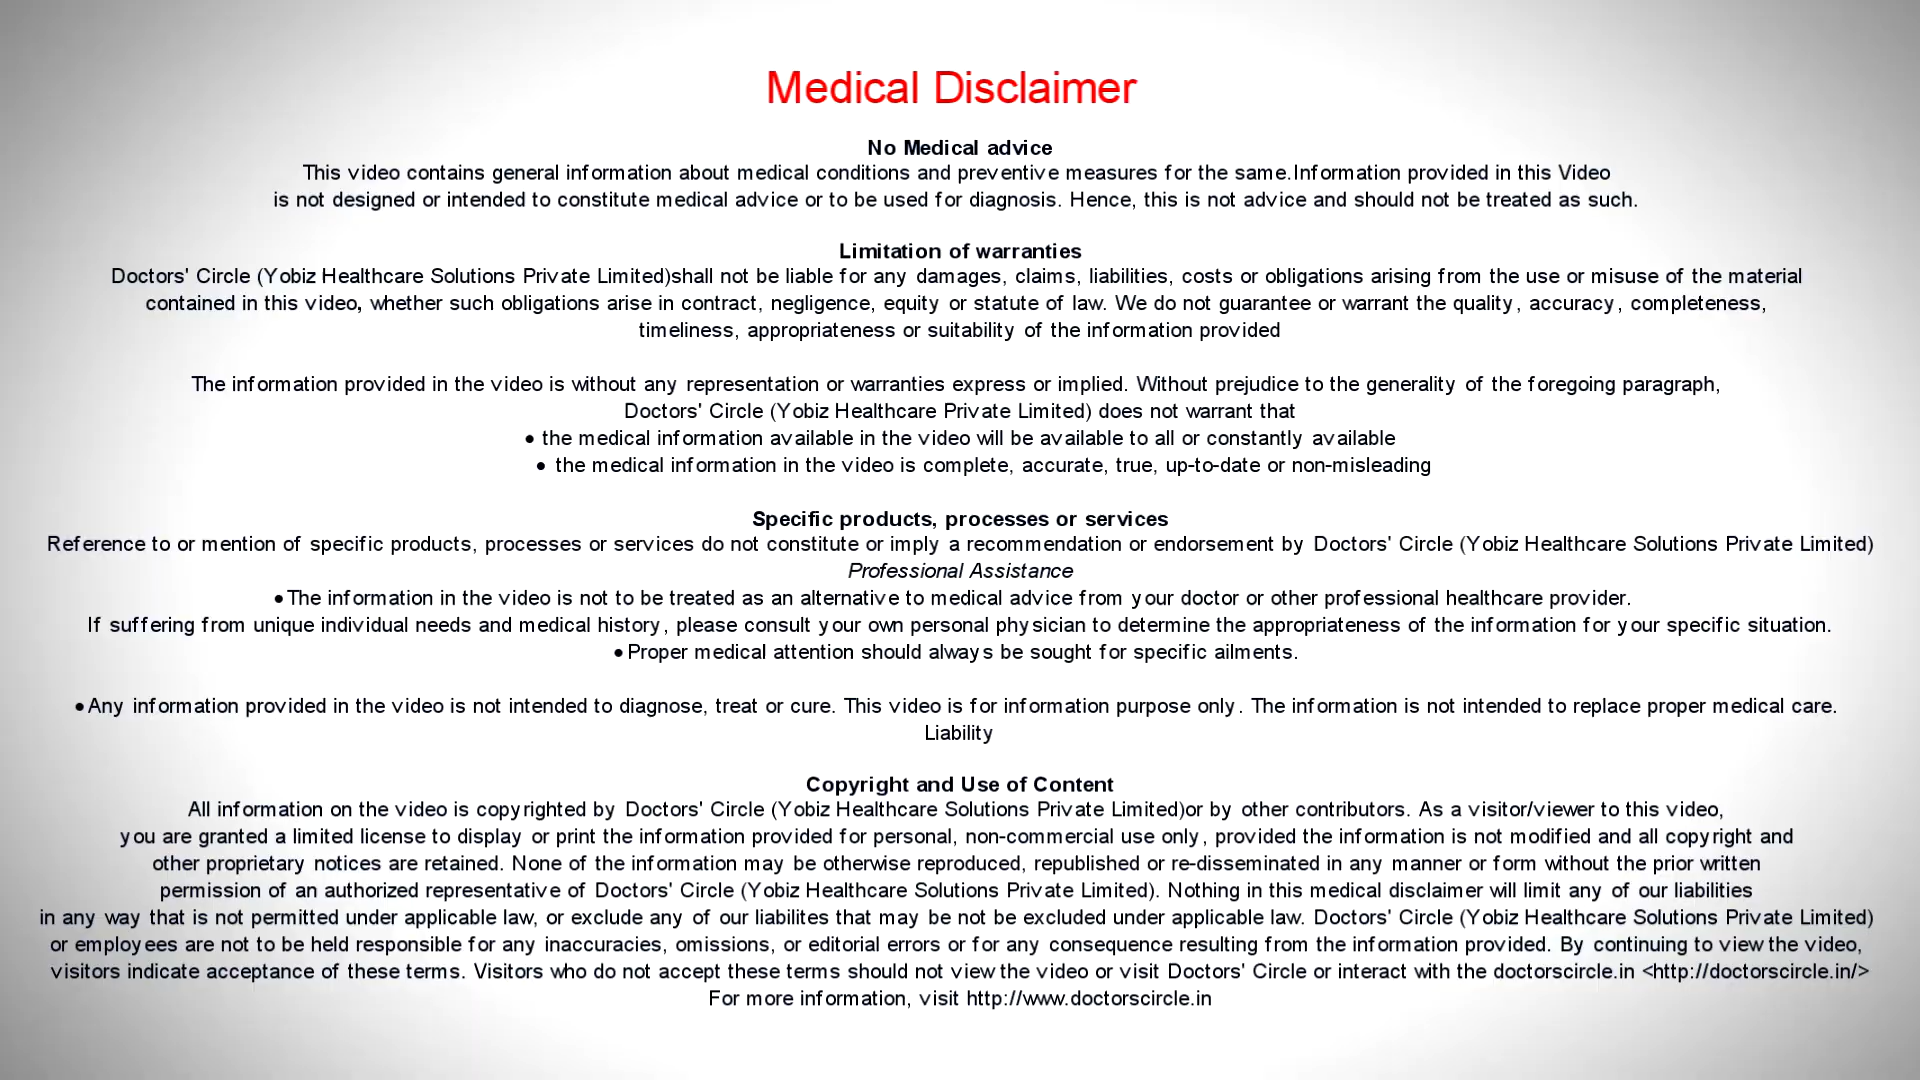 Medical Disclaimer
No Medical advice
This video contains general information about medical conditions and preventive measures for the same.Information provided in this Video
is not designed or intended to constitute medical advice or to be used for diagnosis. Hence, this is not advice and should not be treated as such.
Limitation of warranties
Doctors' Circle (Yobiz Healthcare Solutions Private Limited)shall not be liable for any damages, claims, liabilities, costs or obligations arising from the use or misuse of the material
contained in this video, whether such obligations arise in contract, negligence, equity or statute of law. We do not guarantee or warrant the quality, accuracy, completeness,
timeliness, appropriateness or suitability of the information provided
The information provided in the video is without any representation or warranties express or implied. Without prejudice to the generality of the foregoing paragraph,
Doctors' Circle (Yobiz Healthcare Private Limited) does not warrant that
• the medical information available in the video will be available to all or constantly available
• the medical information in the video is complete, accurate, true, up-to-date or non-misleading
Specific products, processes or services
Reference to or mention of specific products, processes or services do not constitute or imply a recommendation or endorsement by Doctors' Circle (Yobiz Healthcare Solutions Private Limited)
Professional Assistance
•The information in the video is not to be treated as an alternative to medical advice from your doctor or other professional healthcare provider.
If suffering from unique individual needs and medical history, please consult your own personal physician to determine the appropriateness of the information for your specific situation.
•Proper medical attention should always be sought for specific ailments.
•Any information provided in the video is not intended to diagnose, treat or cure. This video is for information purpose only. The information is not intended to replace proper medical care.
Liability
Copyright and Use of Content
All information on the video is copyrighted by Doctors' Circle (Yobiz Healthcare Solutions Private Limited)or by other contributors. As a visitor/viewer to this video,
you are granted a limited license to display or print the information provided for personal, non-commercial use only, provided the information is not modified and all copyright and
other proprietary notices are retained. None of the information may be otherwise reproduced, republished or re-disseminated in any manner or form without the prior written
permission of an authorized representative of Doctors' Circle (Yobiz Healthcare Solutions Private Limited). Nothing in this medical disclaimer will limit any of our liabilities
in any way that is not permitted under applicable law, or exclude any of our liabilites that may be not be excluded under applicable law. Doctors' Circle (Yobiz Healthcare Solutions Private Limited)
or employees are not to be held responsible for any inaccuracies, omissions, or editorial errors or for any consequence resulting from the information provided. By continuing to view the video,
visitors indicate acceptance of these terms. Visitors who do not accept these terms should not view the video or visit Doctors' Circle or interact with the doctorscircle.in <http://doctorscircle.in/>
For more information, visit http://www.doctorscircle.in